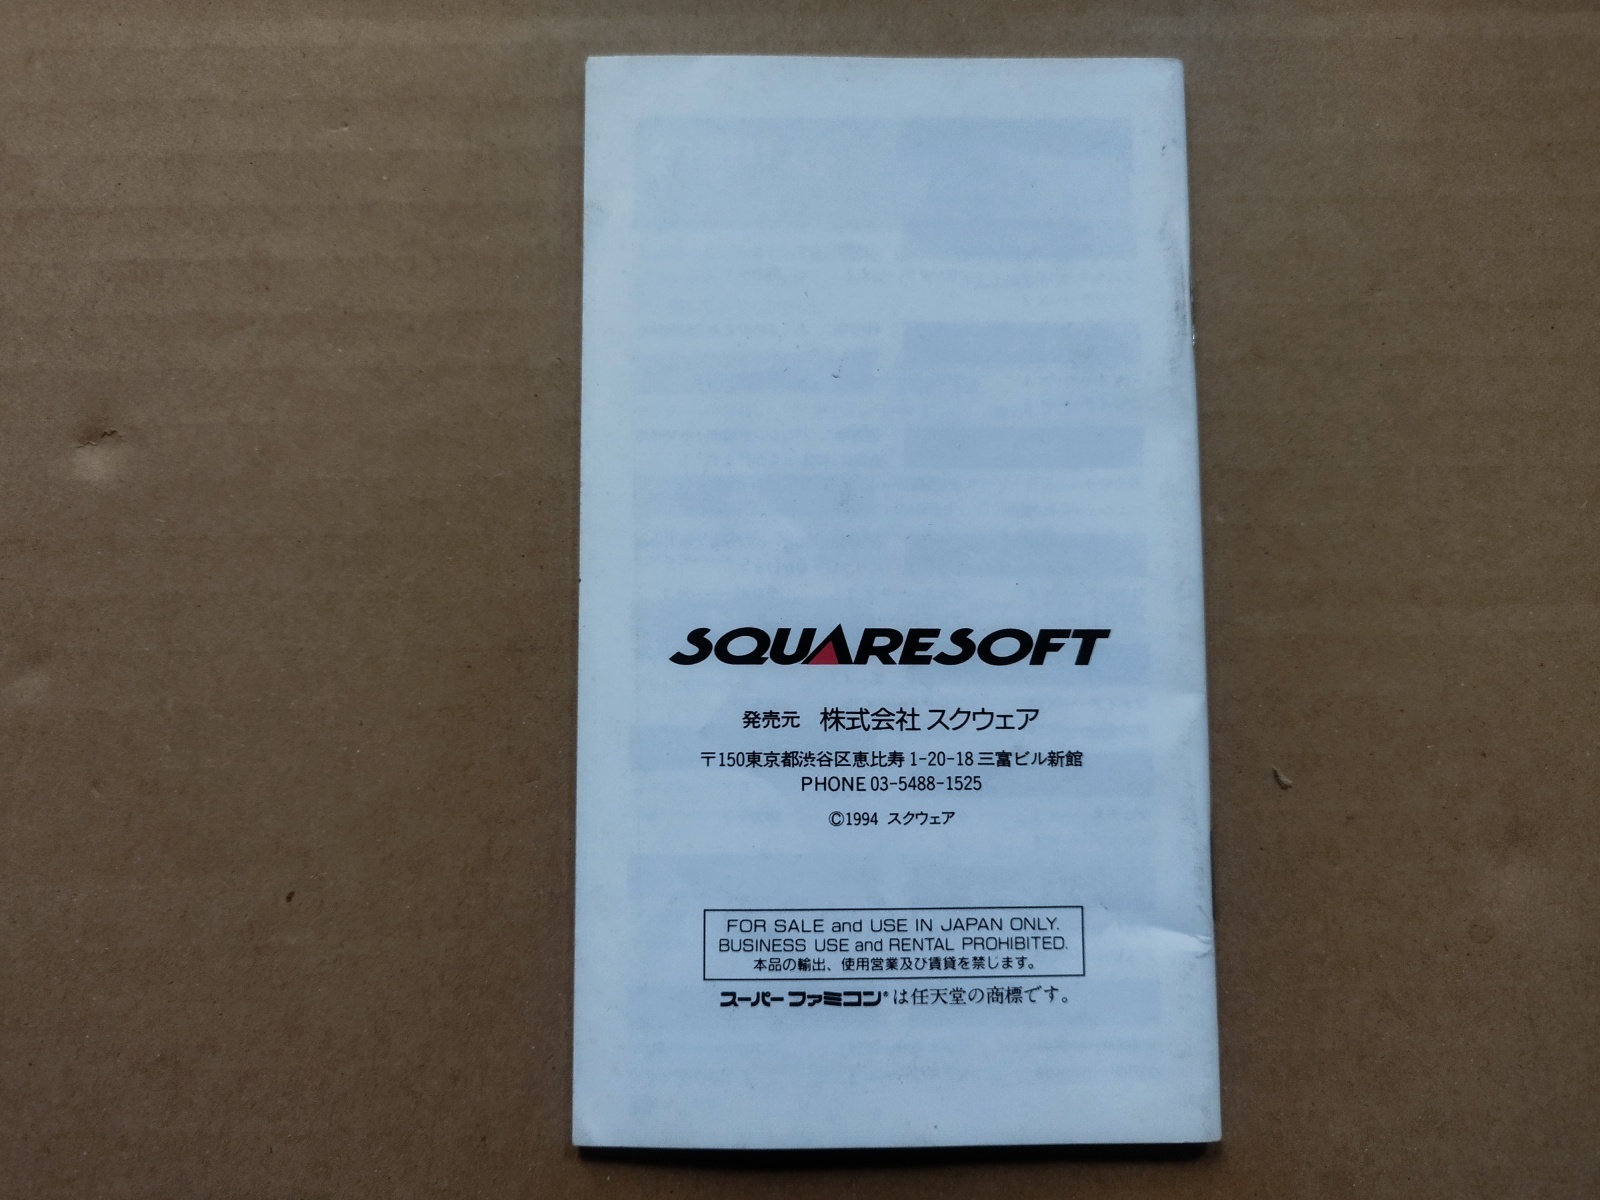 SQUARESOFT
発売元 株式会社 スクウェア
〒150東京都渋谷区恵比寿1-20-18三富ビル新館
PHONE 03-5488-1525
©1994 スクウェア
FOR SALE and USE IN JAPAN ONLY.
BUSINESS USE and RENTAL PROHIBITED.
本品の輸出、使用営業及び賃貸を禁じます。
スーパーファミコン®は任天堂の商標です。